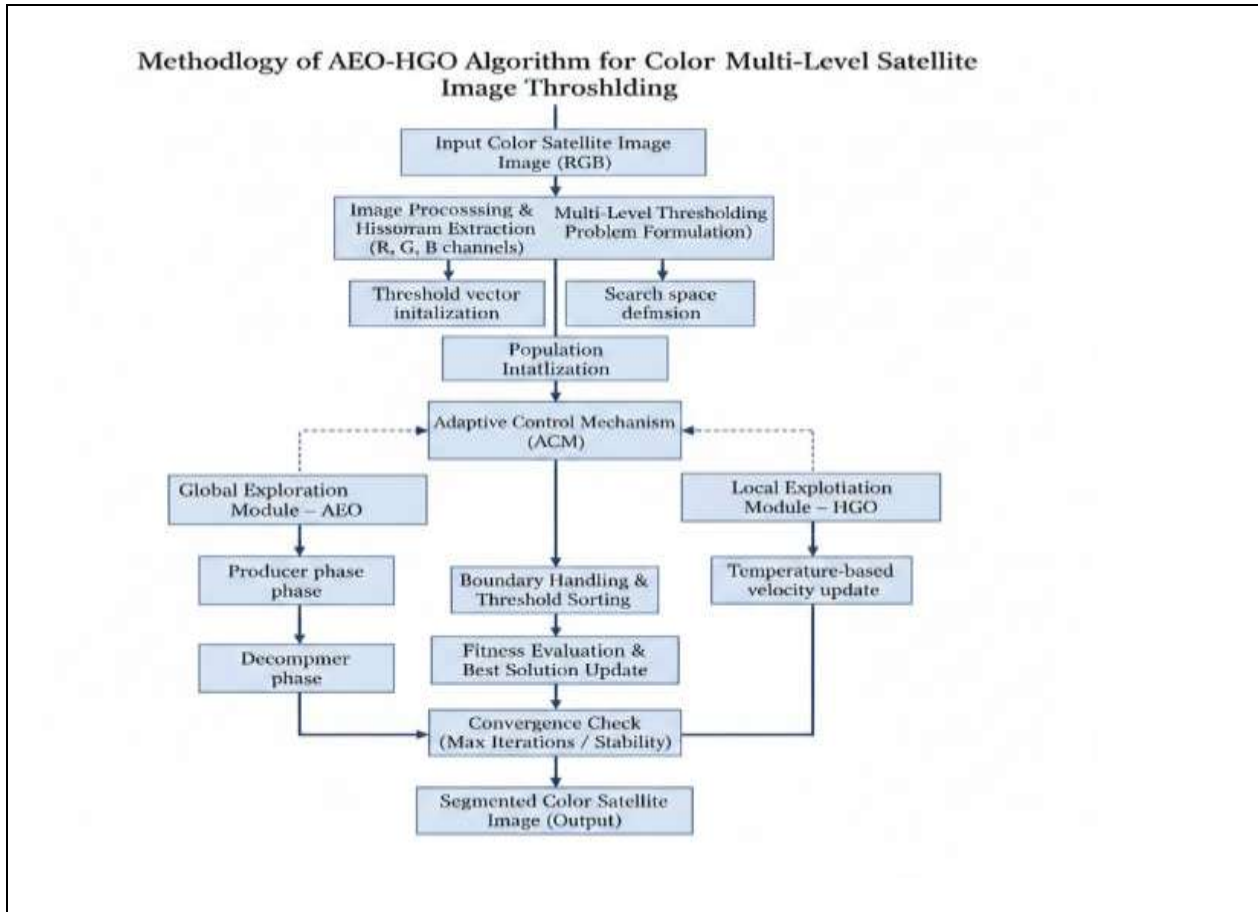 Methodlogy of AEO-HGO Algorithm for Color Multi-Level Satellite
Image Throshlding
Input Color Satellite Image
Image (RGB)
Image Procosssing &
Hissorram Extraction
(R, G, B channels)
Multi-Level Thresholding
Problem Formulation)
Threshold vector
initalization
Search space
defmsion
Population
Intatlization
Adaptive Control Mechanism
(ACM)
Global Exploration
Module – AEO
Local Explotiation
Module – HGO
Producer phase
phase
Boundary Handling &
Threshold Sorting
Temperature-based
velocity update
Decompmer
phase
Fitness Evaluation &
Best Solution Update
Convergence Check
(Max Iterations / Stability)
Segmented Color Satellite
Image (Output)